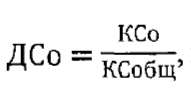 ДСо = КСо / КСобщ,